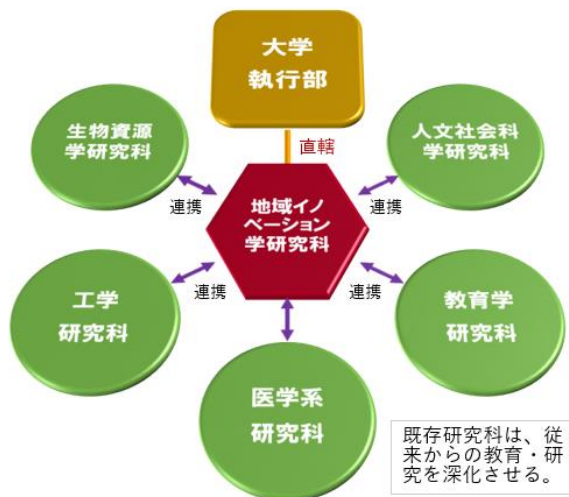 大学
執行部
直轄
生物資源
学研究科
人文社会科
学研究科
連携
地域イノ
ベーション
学研究科
連携
工学
研究科
連携
連携
教育学
研究科
医学系
研究科
既存研究科は、従
来からの教育・研
究を深化させる。